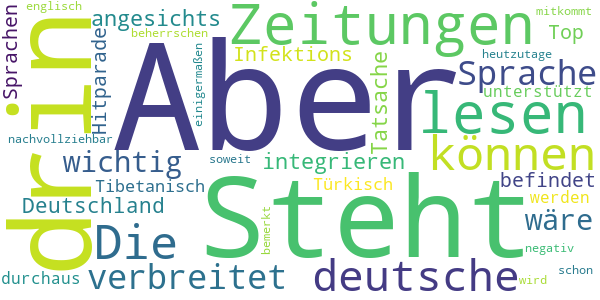 englisch
Sprachen
drin
Hitparade
angesichts
beherrschen
einigermaßen
Aber
Zeitungen
Infektions
Tatsache
mitkommt
Top
heutzutage
Sprache
unterstützt
lesen
können
nachvollziehbar
wichtig
soweit
integrieren
befindet
Tibetanisch
Türkisch
werden
Deutschland
Die
Steht
wäre
bemerkt
negativ
durchaus
verbreitet
deutsche
schon
wird